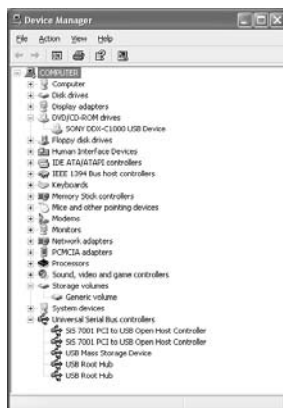 Device Manager
File Action View Help
COMPUTER
Computer
Disk drives
Display adapters
DVD/CD-ROM drives
SONY DDX-C1000 USB Device
Floppy disk drives
Human Interface Devices
IDE ATA/ATAPI controllers
IEEE 1394 Bus host controllers
Keyboards
Memory Stick controllers
Mice and other pointing devices
Modems
Monitors
Network adapters
PCMCIA adapters
Processors
Sound, video and game controllers
Storage volumes
Generic volume
System devices
Universal Serial Bus controllers
SiS 7001 PCI to USB Open Host Controller
SiS 7001 PCI to USB Open Host Controller
USB Mass Storage Device
USB Root Hub
USB Root Hub